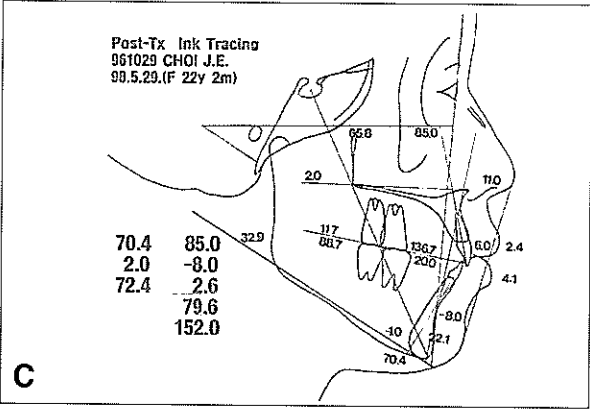 Post-Tx Ink Tracing
961029 CHOI J.E.
98.5.29.(F 22y 2m)
65.8 85.0
2.0 11.0
32.9 11.7 136.7 6.0 2.4
88.7 20.0
4.1
-8.0
-1.0 22.1
70.4
70.4 85.0
2.0 -8.0
72.4 2.6
79.6
152.0
C